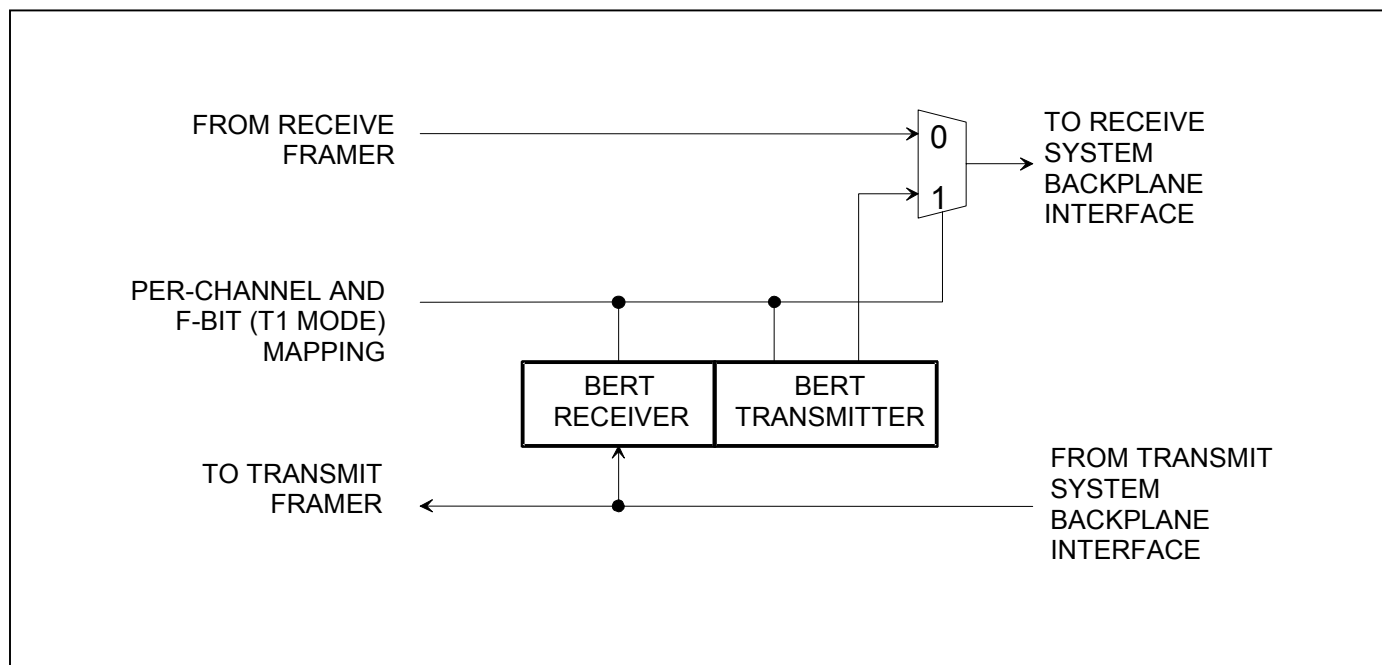 FROM RECEIVE
FRAMER
0
1
TO RECEIVE
SYSTEM
BACKPLANE
INTERFACE
PER-CHANNEL AND
F-BIT (T1 MODE)
MAPPING
BERT
RECEIVER
BERT
TRANSMITTER
TO TRANSMIT
FRAMER
FROM TRANSMIT
SYSTEM
BACKPLANE
INTERFACE